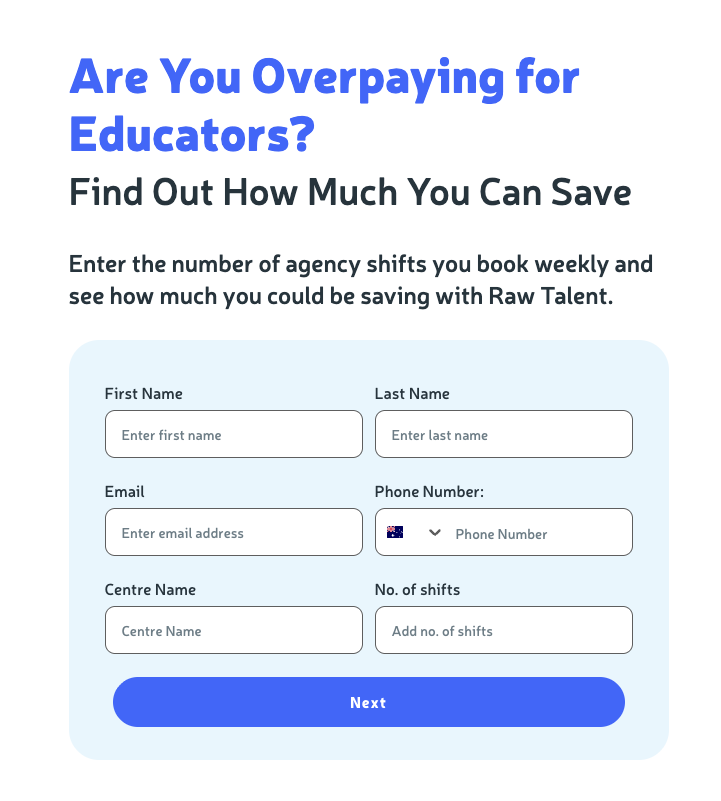 Are You Overpaying for
Educators?
Find Out How Much You Can Save
Enter the number of agency shifts you book weekly and
see how much you could be saving with Raw Talent.
First Name
Last Name
Enter first name
Enter last name
Email
Phone Number:
Enter email address
Phone Number
Centre Name
No. of shifts
Centre Name
Add no. of shifts
Next